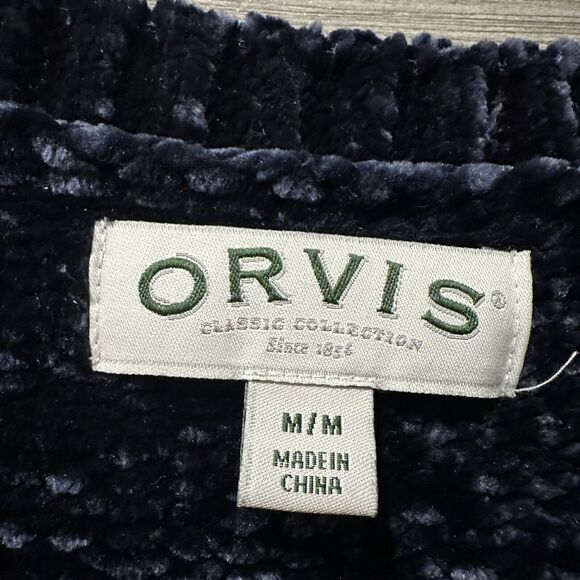 ORVIS®
CLASSIC COLLECTION
Since 1856
M/M
MADE IN
CHINA